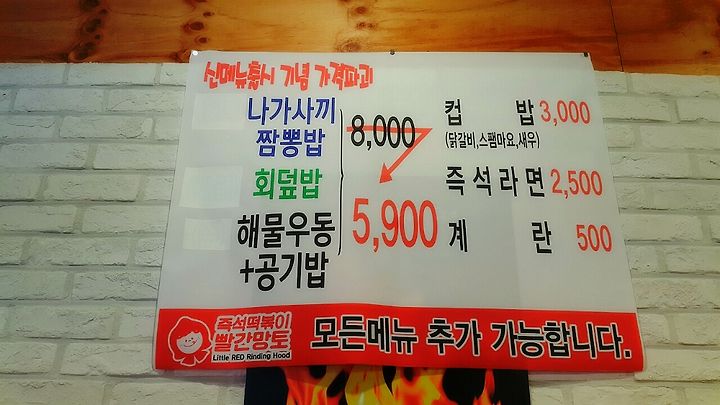 신메뉴출시 기념 가격파괴
나가사끼
짬뽕밥
회덮밥
해물우동
+공기밥
8,000
5,900
컵 밥 3,000
(닭갈비,스팸마요,새우)
즉석라면 2,500
계 란 500
즉석떡볶이
빨간망토
Little RED Rinding Hood
모든메뉴 추가 가능합니다.